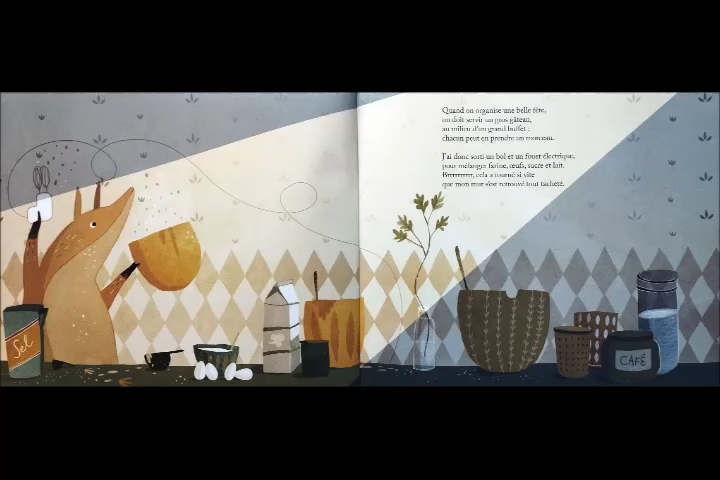 Quand on organise une belle fête,
on doit servir un gros gâteau,
au milieu d'un grand buffet :
chacun peut en prendre un morceau.
J'ai donc sorti un bol et un fouet électrique,
pour mélanger farine, œufs, sucre et lait.
Brrrrrrrrr, cela a tourné si vite
que mon mur s'est retrouvé tout tacheté.
Sel
CAFÉ